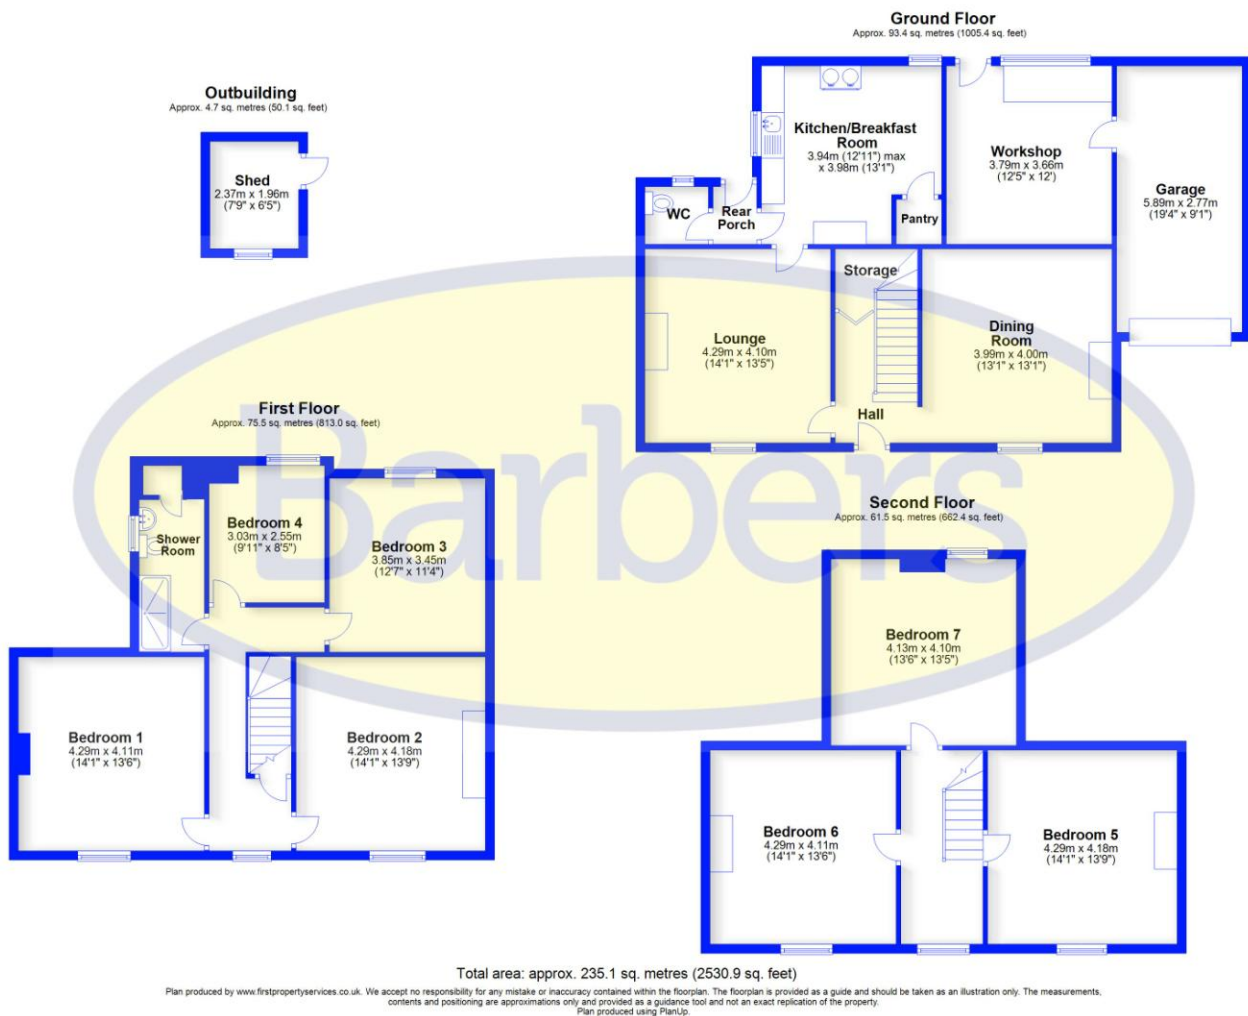 Ground Floor
Approx. 93.4 sq. metres (1005.4 sq. feet)
Outbuilding
Approx. 4.7 sq. metres (50.1 sq. feet)
Shed
2.37m x 1.96m
(7'9" x 6'5")
Kitchen/Breakfast
Room
3.94m (12'11") max
x 3.98m (13'1")
Workshop
3.79m x 3.66m
(12'5" x 12')
Garage
5.89m x 2.77m
(19'4" x 9'1")
WC
Rear
Porch
Pantry
Storage
Lounge
4.29m x 4.10m
(14'1" x 13'5")
Dining
Room
3.99m x 4.00m
(13'1" x 13'1")
Hall
First Floor
Approx. 75.5 sq. metres (813.0 sq. feet)
Barbers
Shower
Room
Bedroom 4
3.03m x 2.55m
(9'11" x 8'5")
Bedroom 3
3.85m x 3.45m
(12'7" x 11'4")
Bedroom 1
4.29m x 4.11m
(14'1" x 13'6")
Bedroom 2
4.29m x 4.18m
(14'1" x 13'9")
Second Floor
Approx. 61.5 sq. metres (662.4 sq. feet)
Bedroom 7
4.13m x 4.10m
(13'6" x 13'5")
Bedroom 6
4.29m x 4.11m
(14'1" x 13'6")
Bedroom 5
4.29m x 4.18m
(14'1" x 13'9")
Total area: approx. 235.1 sq. metres (2530.9 sq. feet)
Plan produced by www.firstpropertyservices.co.uk. We accept no responsibility for any mistake or inaccuracy contained within the floorplan. The floorplan is provided as a guide and should be taken as an illustration only. The measurements,
contents and positioning are approximations only and provided as a guidance tool and not an exact replication of the property.
Plan produced using PlanUp.